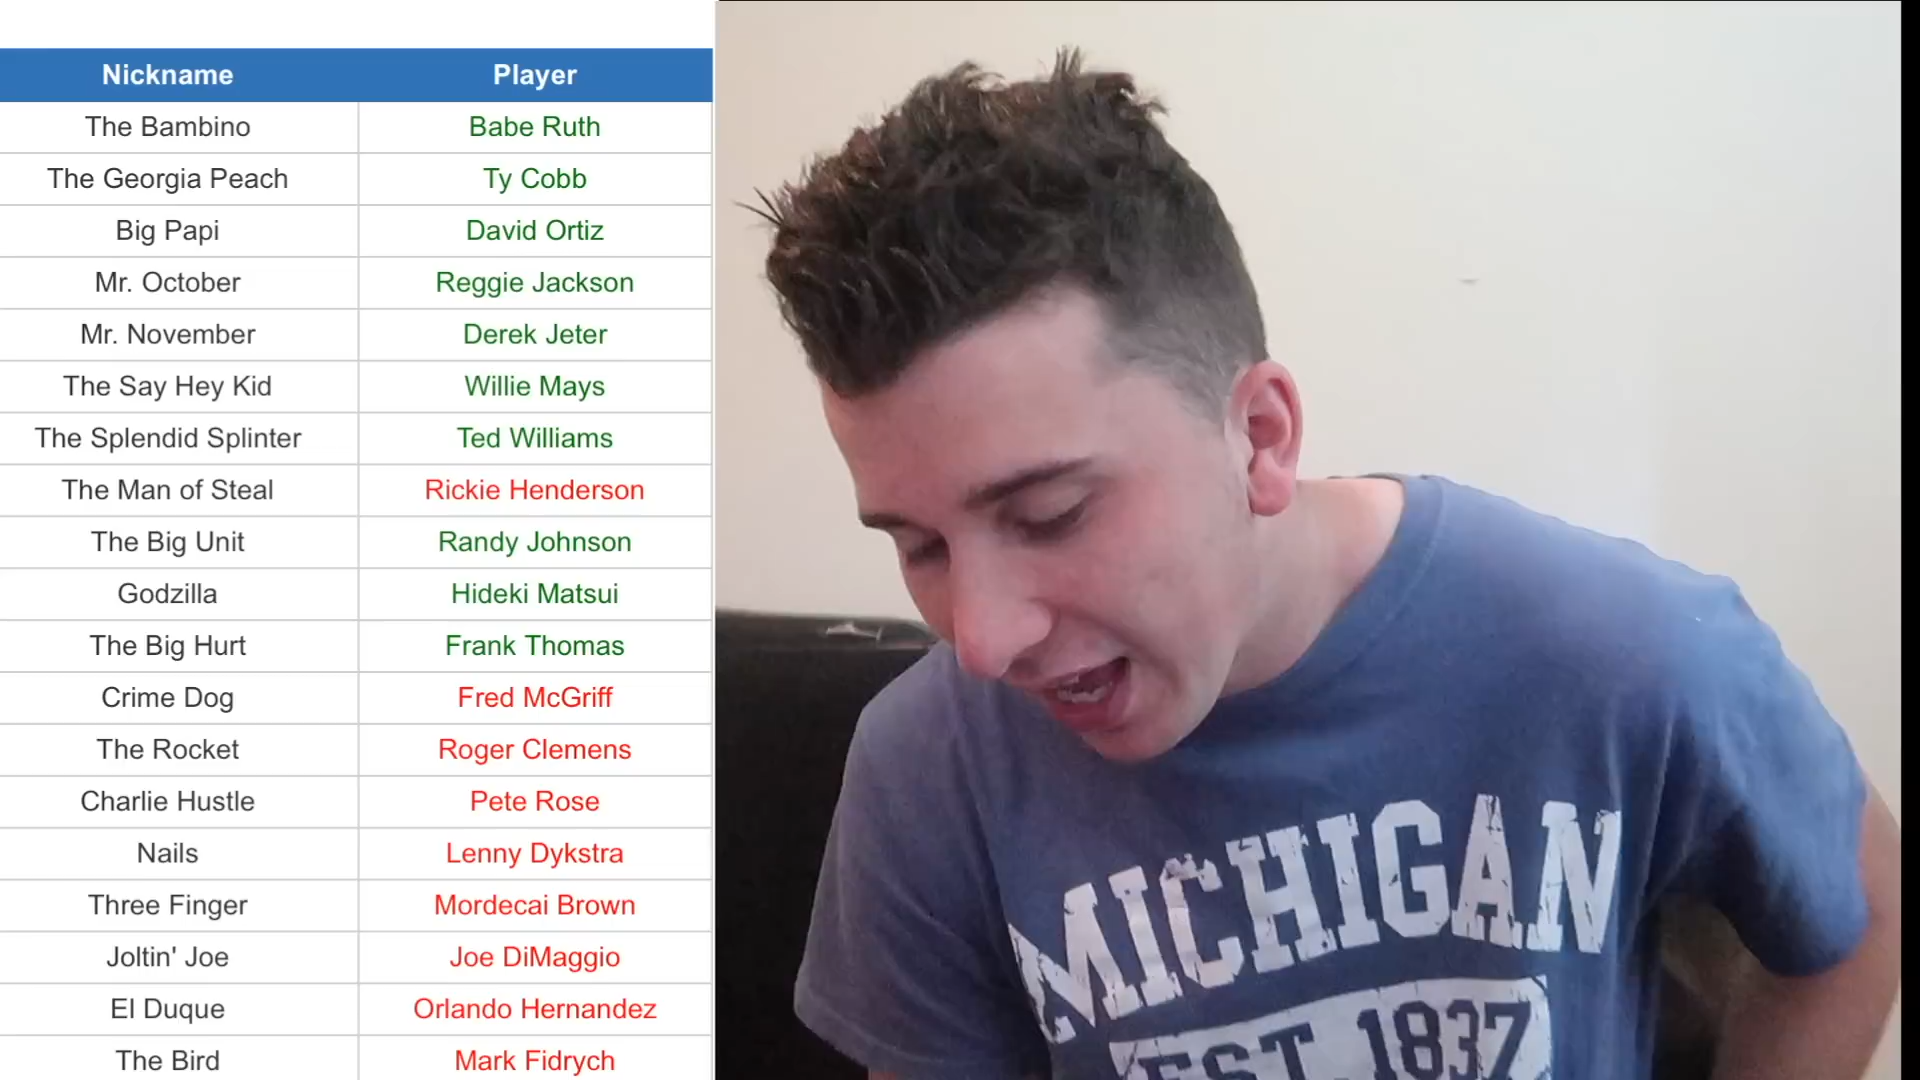 Nickname Player
The Bambino Babe Ruth
The Georgia Peach Ty Cobb
Big Papi David Ortiz
Mr. October Reggie Jackson
Mr. November Derek Jeter
The Say Hey Kid Willie Mays
The Splendid Splinter Ted Williams
The Man of Steal Rickie Henderson
The Big Unit Randy Johnson
Godzilla Hideki Matsui
The Big Hurt Frank Thomas
Crime Dog Fred McGriff
The Rocket Roger Clemens
Charlie Hustle Pete Rose
Nails Lenny Dykstra
Three Finger Mordecai Brown
Joltin' Joe Joe DiMaggio
El Duque Orlando Hernandez
The Bird Mark Fidrych
MICHIGAN
EST. 1837